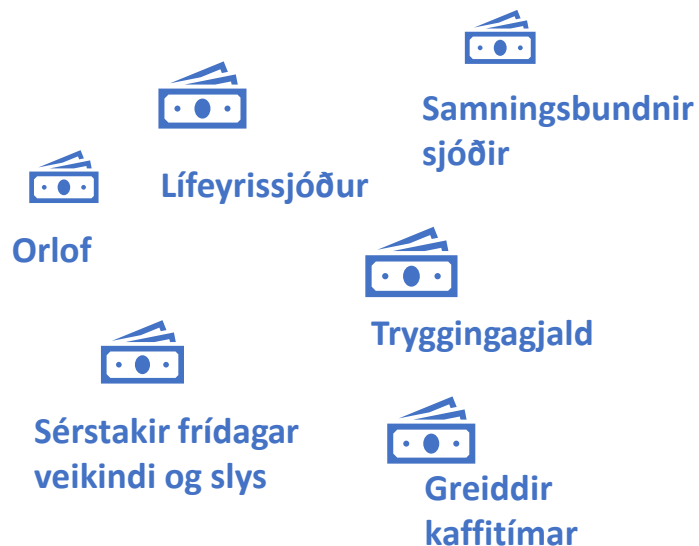 Samningsbundnir
sjóðir
Lífeyrissjóður
Orlof
Tryggingagjald
Sérstakir frídagar
veikindi og slys
Greiddir
kaffitímar